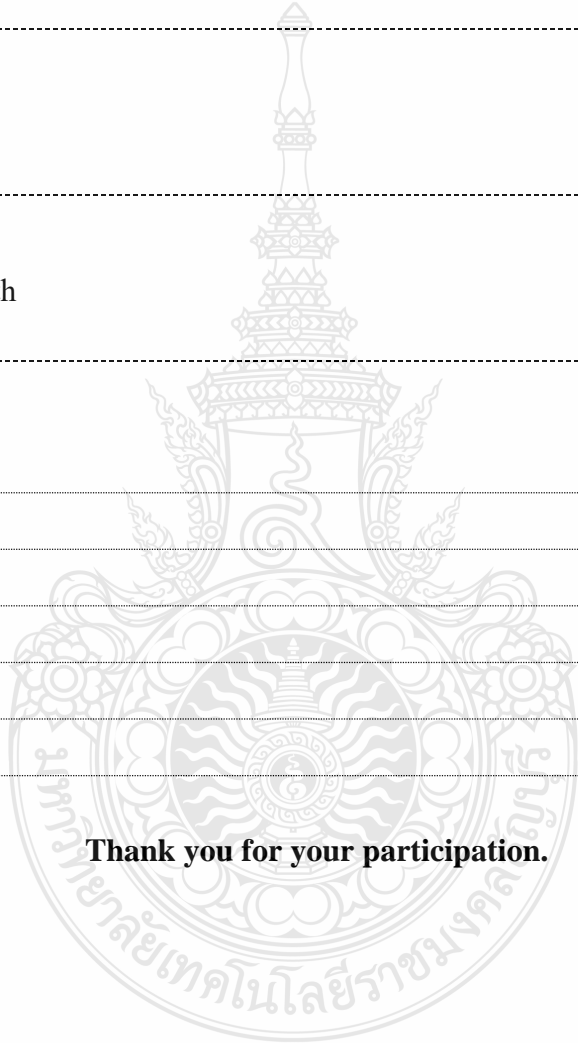 h
Thank you for your participation.
มหาวิทยาลัยเทคโนโลยีราชมงคลธัญบุรี